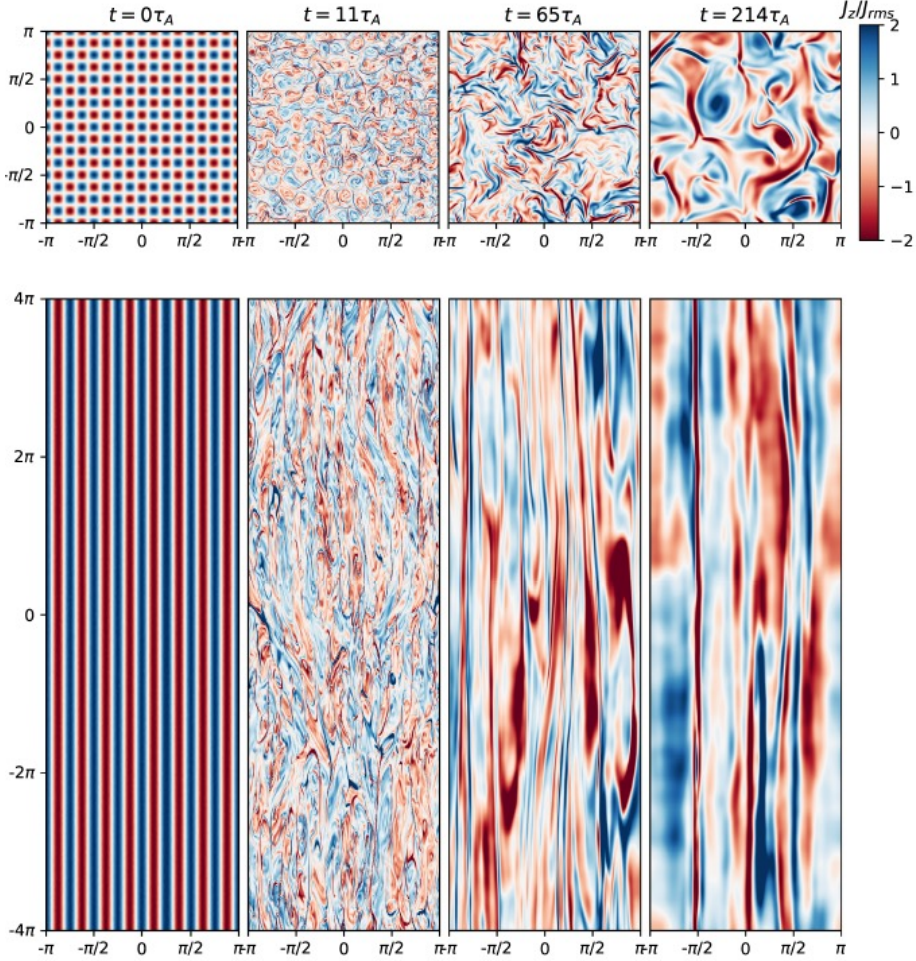 t = 0τ_A t = 11τ_A t = 65τ_A t = 214τ_A J_z/J_rms
π
π/2
0
·π/2
-π
-π -π/2 0 π/2 π-π -π/2 0 π/2 π-π -π/2 0 π/2 π-π -π/2 0 π/2 π
2
1
0
−1
−2
4π
2π
0
-2π
-4π
-π -π/2 0 π/2 π-π -π/2 0 π/2 π-π -π/2 0 π/2 π-π -π/2 0 π/2 π